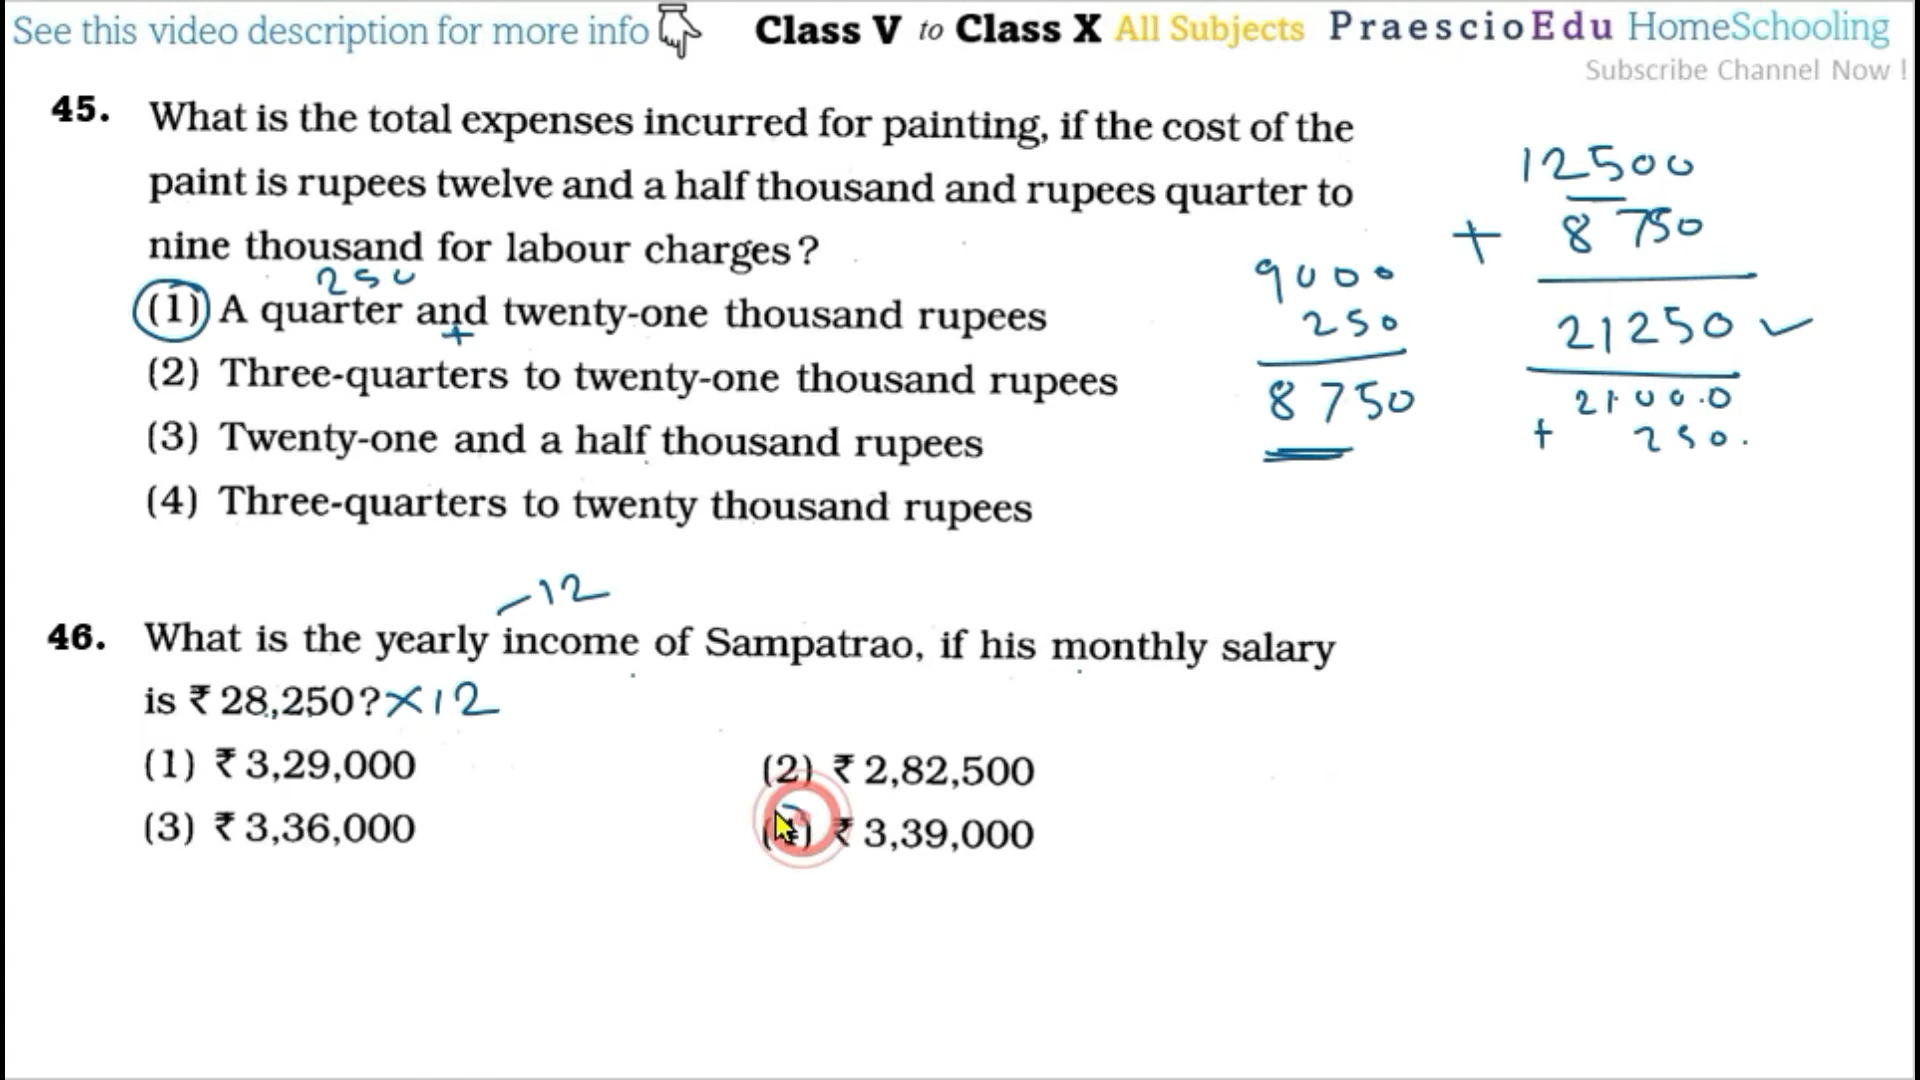 See this video description for more info Class V to Class X All Subjects PraescioEdu HomeSchooling
Subscribe Channel Now !
45. What is the total expenses incurred for painting, if the cost of the
paint is rupees twelve and a half thousand and rupees quarter to
nine thousand for labour charges?
250
(1) A quarter and twenty-one thousand rupees
+
(2) Three-quarters to twenty-one thousand rupees
(3) Twenty-one and a half thousand rupees
(4) Three-quarters to twenty thousand rupees
9000
250
8750
12500
+ 8750
21250 ✓
21000
+ 250.
-12
46. What is the yearly income of Sampatrao, if his monthly salary
is ₹ 28,250? ×12
(1) ₹ 3,29,000 (2) ₹ 2,82,500
(3) ₹ 3,36,000 (4) ₹ 3,39,000